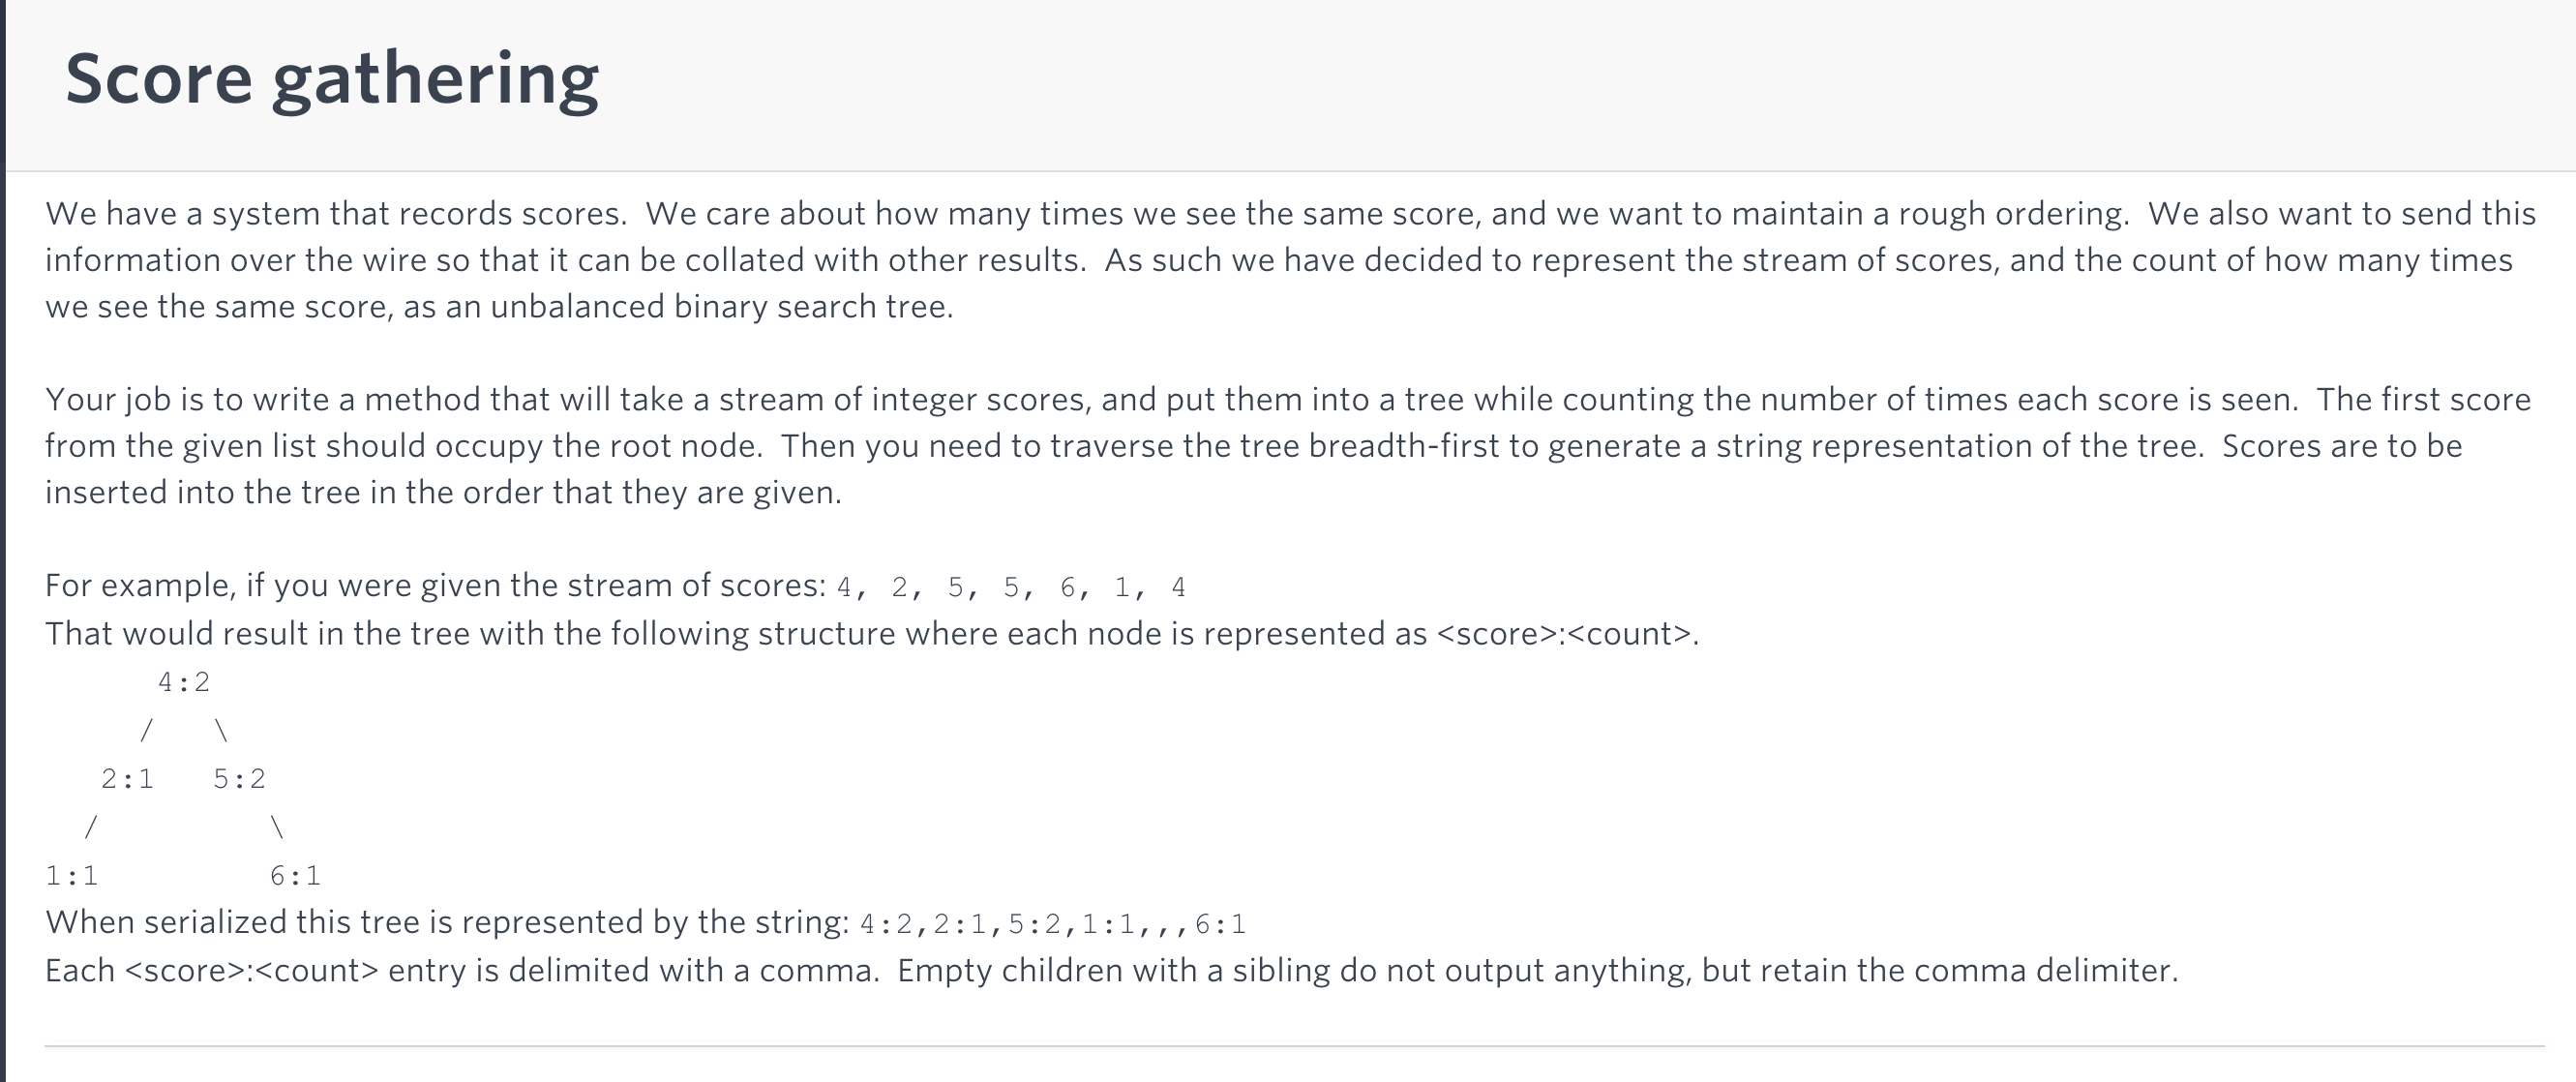 Score gathering
We have a system that records scores.  We care about how many times we see the same score, and we want to maintain a rough ordering.  We also want to send this
information over the wire so that it can be collated with other results.  As such we have decided to represent the stream of scores, and the count of how many times
we see the same score, as an unbalanced binary search tree.
Your job is to write a method that will take a stream of integer scores, and put them into a tree while counting the number of times each score is seen.  The first score
from the given list should occupy the root node.  Then you need to traverse the tree breadth-first to generate a string representation of the tree.  Scores are to be
inserted into the tree in the order that they are given.
For example, if you were given the stream of scores: 4, 2, 5, 5, 6, 1, 4
That would result in the tree with the following structure where each node is represented as <score>:<count>.
      4:2
     /   \
   2:1   5:2
  /         \
1:1         6:1
When serialized this tree is represented by the string: 4:2,2:1,5:2,1:1,,,6:1
Each <score>:<count> entry is delimited with a comma.  Empty children with a sibling do not output anything, but retain the comma delimiter.